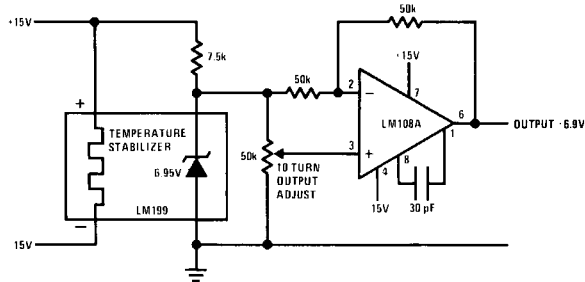 +15V
7.5k
+
TEMPERATURE
STABILIZER
6.95V
LM199
−
15V
50k
10 TURN
OUTPUT
ADJUST
50k
50k
+15V
2
−
7
LM108A
3
+
4
15V
8
1
30 pF
6
OUTPUT ·6.9V